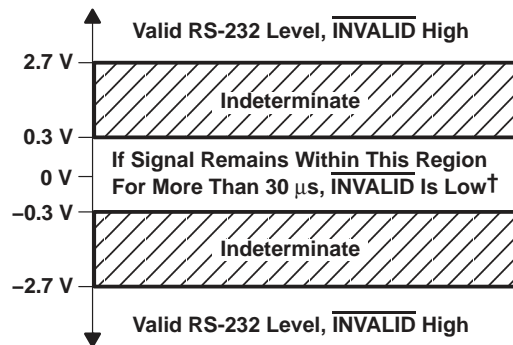 Valid RS-232 Level, INVALID High
2.7 V
Indeterminate
0.3 V
If Signal Remains Within This Region
0 V
For More Than 30 μs, INVALID Is Low†
−0.3 V
Indeterminate
−2.7 V
Valid RS-232 Level, INVALID High